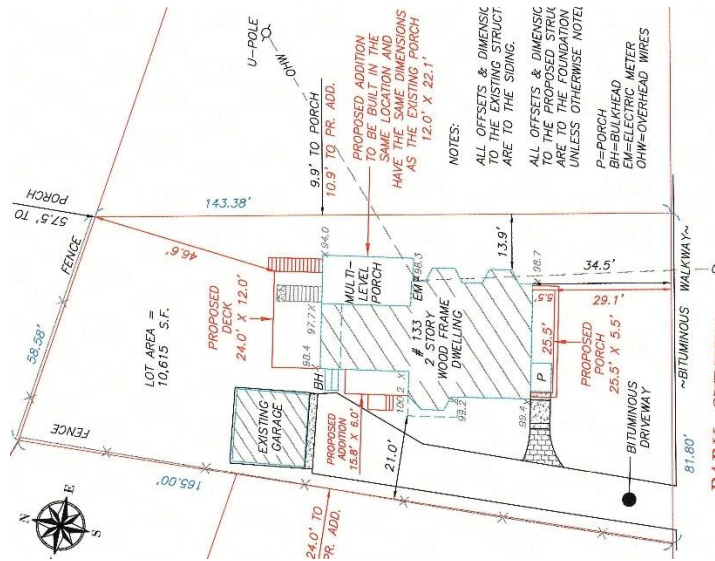 U-POLE
OHW
57.5' TO
PORCH
FENCE
58.58'
143.38'
46.6'
9.9' TO PORCH
10.9' TO PR. ADD.
PROPOSED ADDITION
TO BE BUILT IN THE
SAME LOCATION AND
HAVE THE SAME DIMENSIONS
AS THE EXISTING PORCH
12.0' X 22.1'
NOTES:
ALL OFFSETS & DIMENSIO
TO THE EXISTING STRUCT
ARE TO THE SIDING.
ALL OFFSETS & DIMENSIO
TO THE PROPOSED STRUC
ARE TO THE FOUNDATION
UNLESS OTHERWISE NOTE
P=PORCH
BH=BULKHEAD
EM=ELECTRIC METER
OHW=OVERHEAD WIRES
LOT AREA =
10,615 S.F.
PROPOSED
DECK
24.0' X 12.0'
94.0
MULTI-
LEVEL
PORCH
97.7
98.4
BH
EM
98.3
# 133
2 STORY
WOOD FRAME
DWELLING
13.9'
98.7
34.5'
EXISTING
GARAGE
PROPOSED
ADDITION
15.8' X 6.0'
100.2
99.2
99.4
21.0'
P
25.5'
5.5'
29.1'
PROPOSED
PORCH
25.5' X 5.5'
~BITUMINOUS WALKWAY~
FENCE
165.00'
24.0' TO
PR. ADD.
BITUMINOUS
DRIVEWAY
81.80'
N
E
S